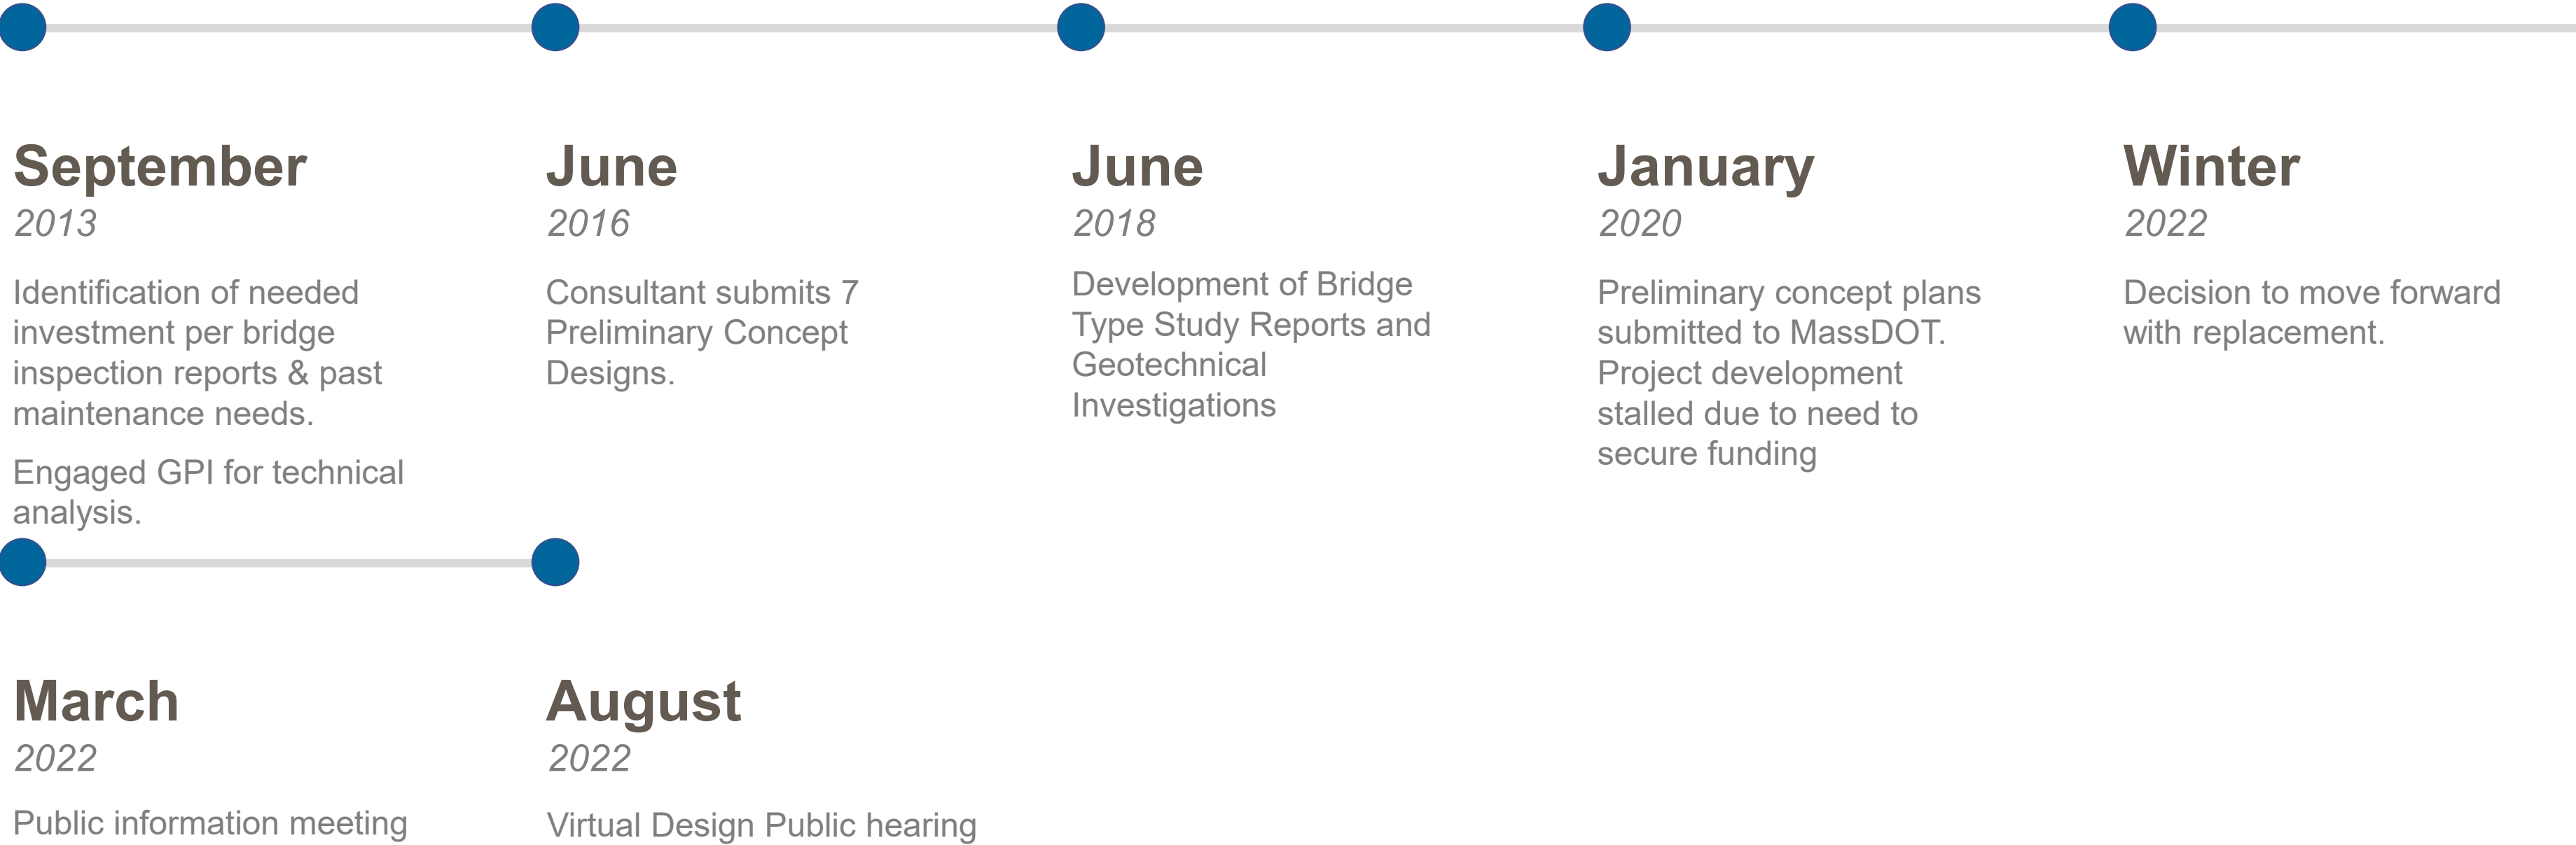 September
2013
Identification of needed
investment per bridge
inspection reports & past
maintenance needs.
Engaged GPI for technical
analysis.
June
2016
Consultant submits 7
Preliminary Concept
Designs.
June
2018
Development of Bridge
Type Study Reports and
Geotechnical
Investigations
January
2020
Preliminary concept plans
submitted to MassDOT.
Project development
stalled due to need to
secure funding
Winter
2022
Decision to move forward
with replacement.
March
2022
Public information meeting
August
2022
Virtual Design Public hearing